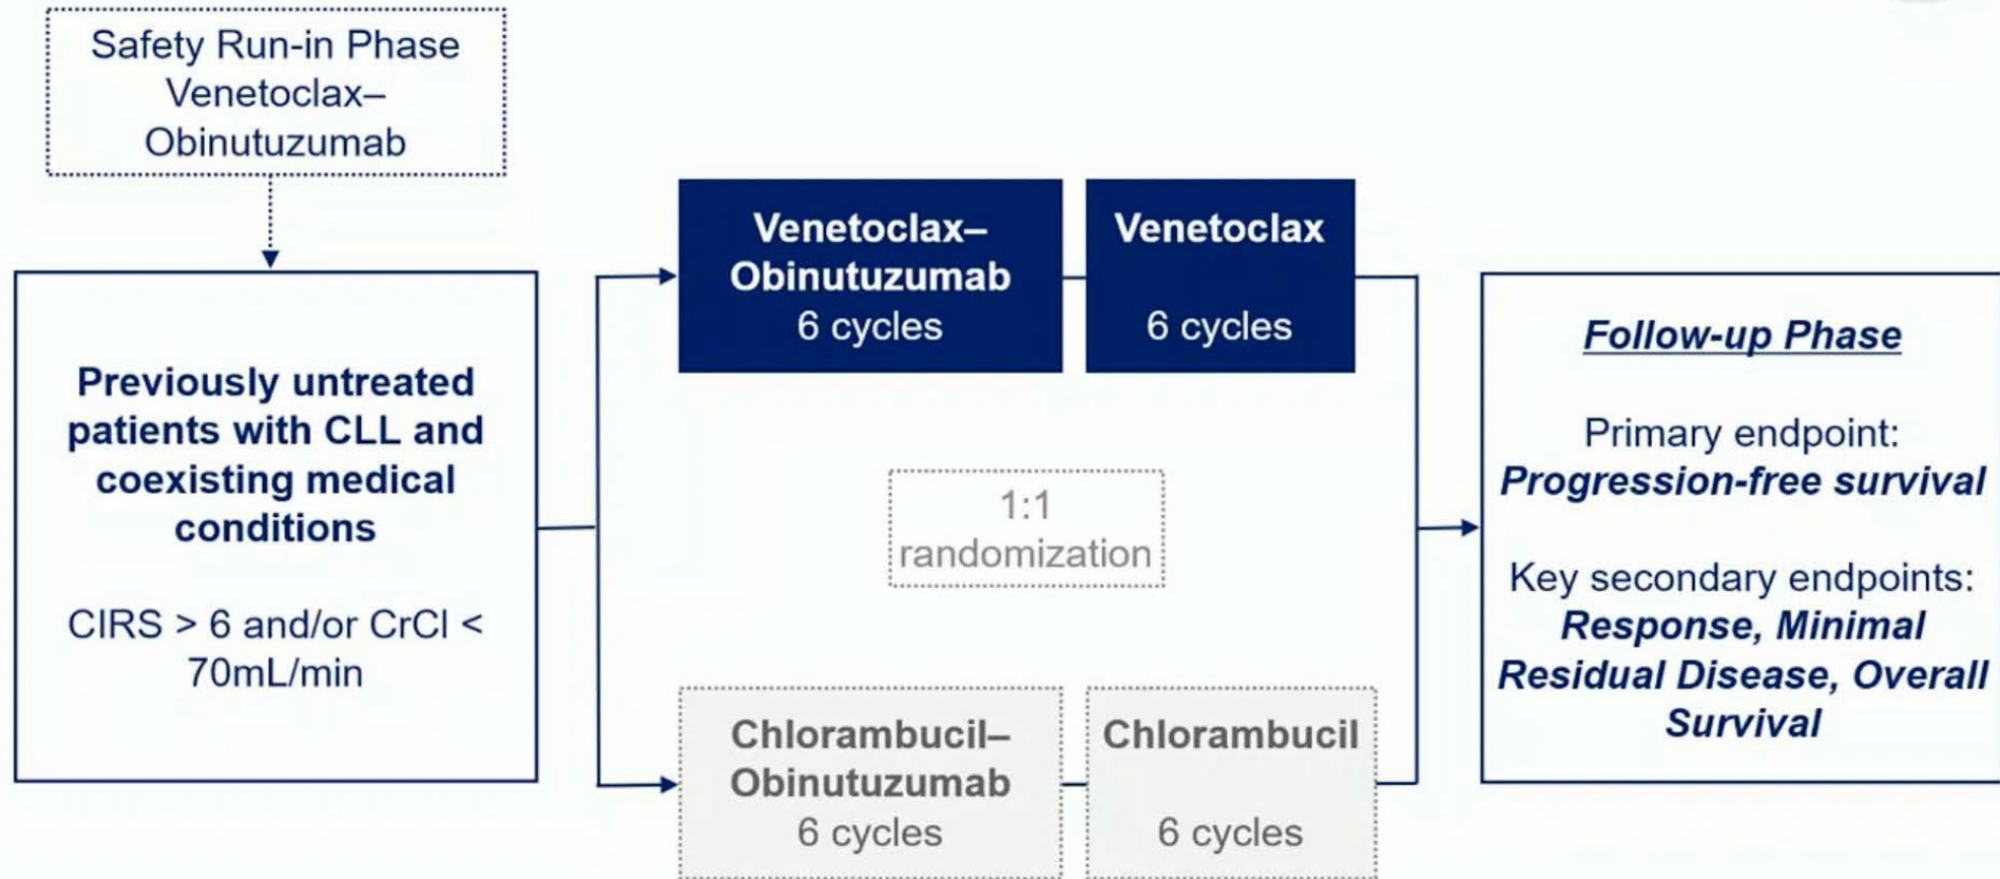 Safety Run-in Phase
Venetoclax–
Obinutuzumab
Previously untreated
patients with CLL and
coexisting medical
conditions
CIRS > 6 and/or CrCl <
70mL/min
Venetoclax–
Obinutuzumab
6 cycles
Venetoclax
6 cycles
1:1
randomization
Chlorambucil–
Obinutuzumab
6 cycles
Chlorambucil
6 cycles
Follow-up Phase
Primary endpoint:
Progression-free survival
Key secondary endpoints:
Response, Minimal
Residual Disease, Overall
Survival